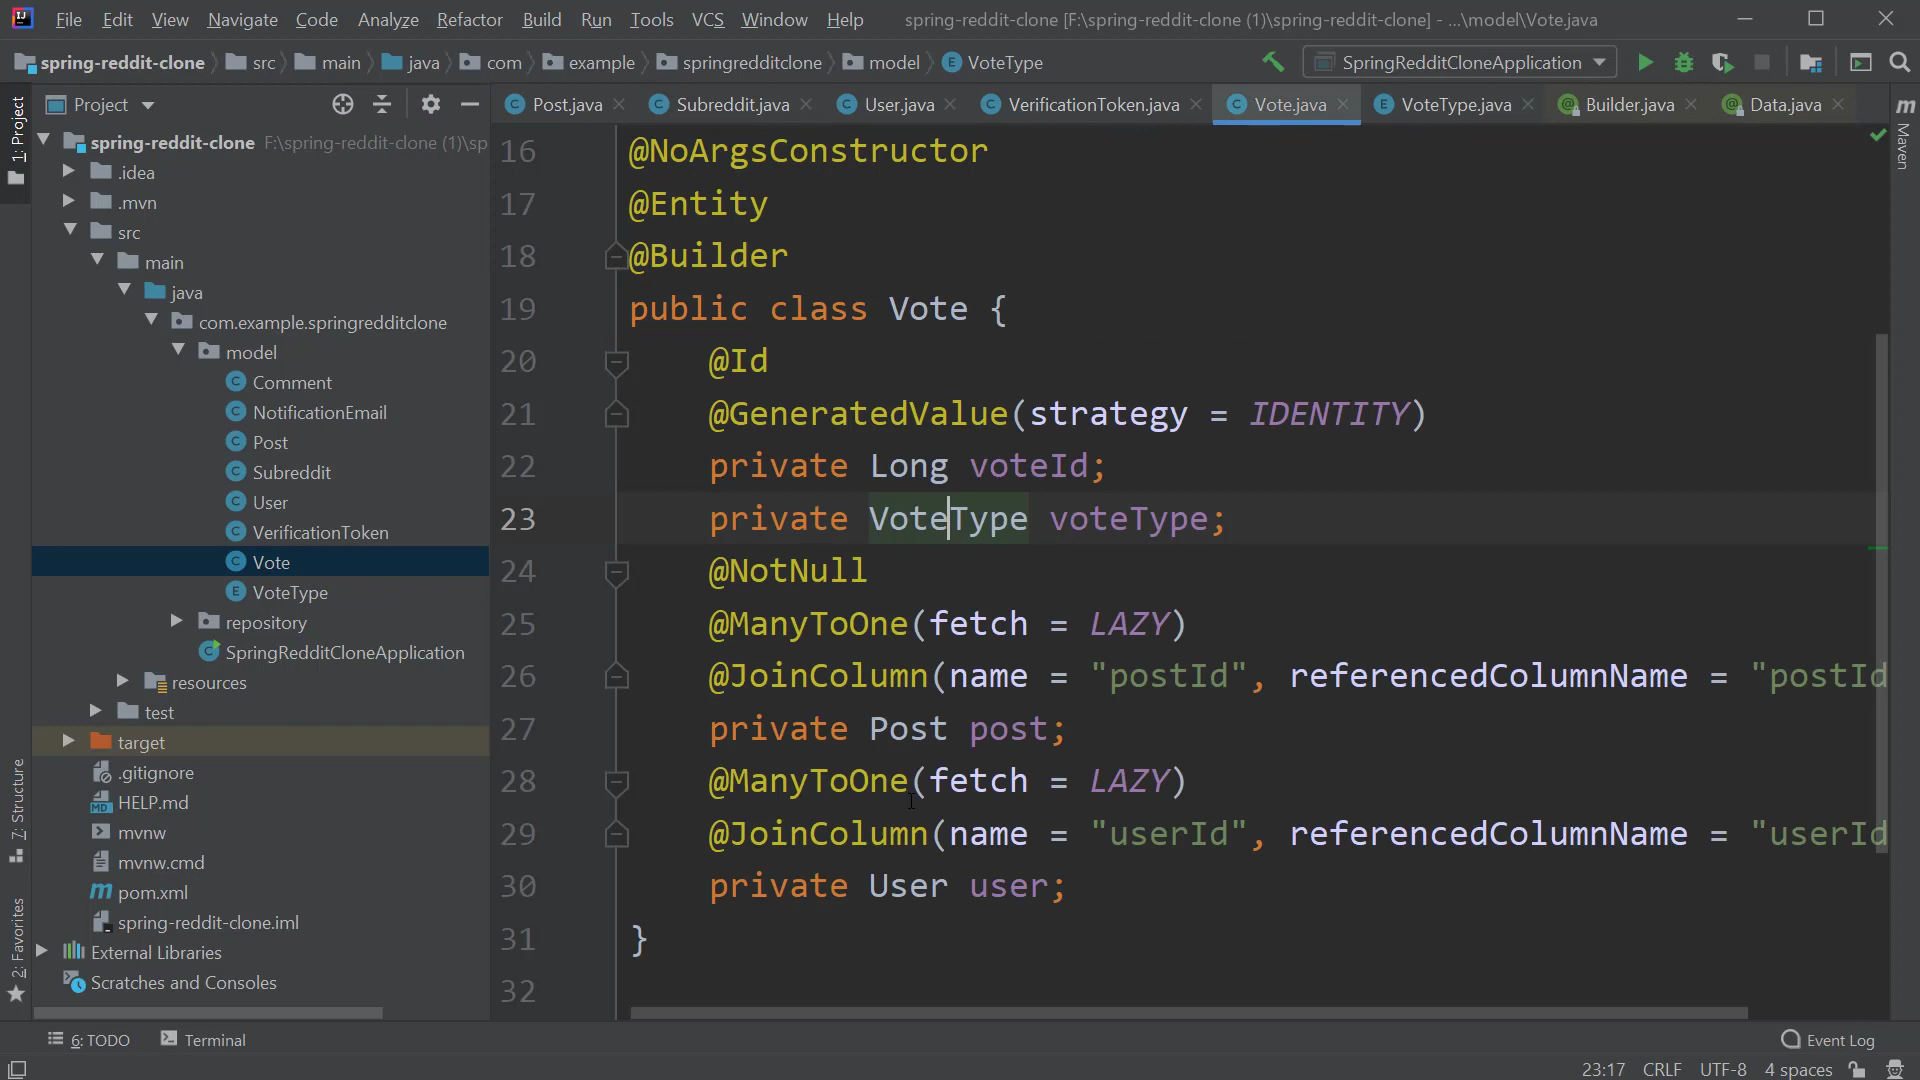 File Edit View Navigate Code Analyze Refactor Build Run Tools VCS Window Help spring-reddit-clone [F:\spring-reddit-clone (1)\spring-reddit-clone] - ...\model\Vote.java
spring-reddit-clone src main java com example springredditclone model VoteType SpringRedditCloneApplication
Project
Post.java Subreddit.java User.java VerificationToken.java Vote.java VoteType.java Builder.java Data.java
1: Project
7: Structure
2: Favorites
Maven
spring-reddit-clone F:\spring-reddit-clone (1)\sp
.idea
.mvn
src
main
java
com.example.springredditclone
model
Comment
NotificationEmail
Post
Subreddit
User
VerificationToken
Vote
VoteType
repository
SpringRedditCloneApplication
resources
test
target
.gitignore
HELP.md
mvnw
mvnw.cmd
pom.xml
spring-reddit-clone.iml
External Libraries
Scratches and Consoles
16 @NoArgsConstructor
17 @Entity
18 @Builder
19 public class Vote {
20 @Id
21 @GeneratedValue(strategy = IDENTITY)
22 private Long voteId;
23 private VoteType voteType;
24 @NotNull
25 @ManyToOne(fetch = LAZY)
26 @JoinColumn(name = "postId", referencedColumnName = "postId
27 private Post post;
28 @ManyToOne(fetch = LAZY)
29 @JoinColumn(name = "userId", referencedColumnName = "userId
30 private User user;
31 }
32
6: TODO Terminal Event Log
23:17 CRLF UTF-8 4 spaces